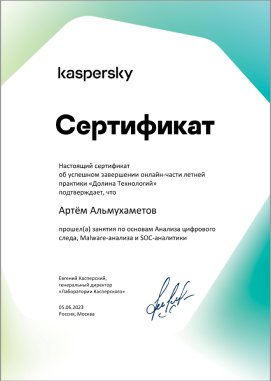 kaspersky
Сертификат
Настоящий сертификат
об успешном завершении онлайн-части летней
практики «Долина Технологий»
подтверждает, что
Артём Альмухаметов
прошел(а) занятия по основам Анализа цифрового
следа, Malware-анализа и SOC-аналитики
Евгений Касперский,
генеральный директор
«Лаборатории Касперского»
05.06.2023
Россия, Москва